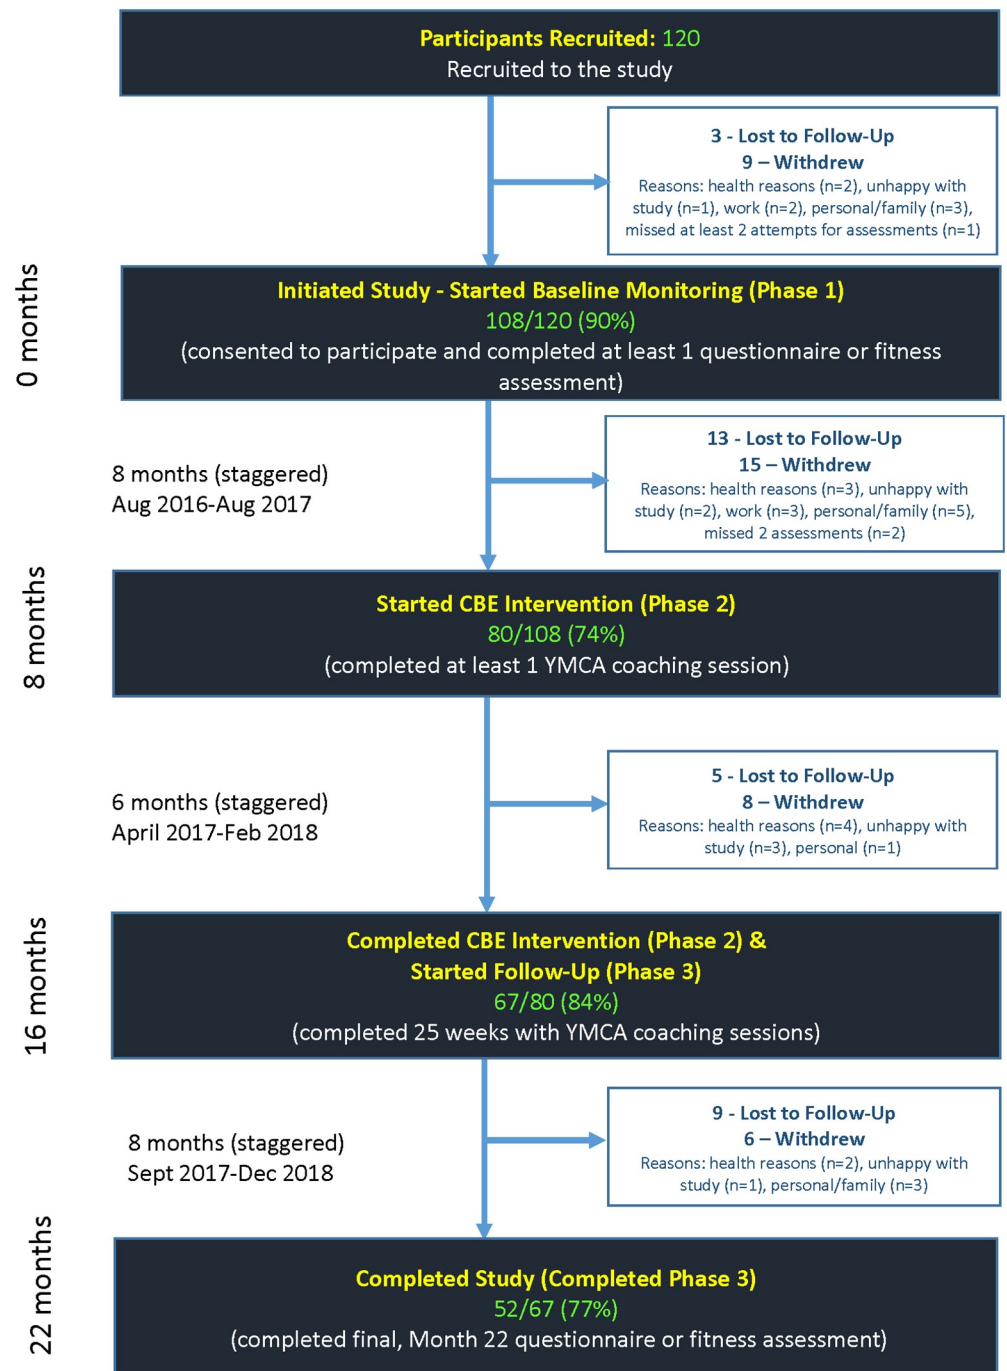 Participants Recruited: 120
Recruited to the study
3 - Lost to Follow-Up
9 – Withdrew
Reasons: health reasons (n=2), unhappy with
study (n=1), work (n=2), personal/family (n=3),
missed at least 2 attempts for assessments (n=1)
0 months
Initiated Study - Started Baseline Monitoring (Phase 1)
108/120 (90%)
(consented to participate and completed at least 1 questionnaire or fitness
assessment)
8 months (staggered)
Aug 2016-Aug 2017
13 - Lost to Follow-Up
15 – Withdrew
Reasons: health reasons (n=3), unhappy with
study (n=2), work (n=3), personal/family (n=5),
missed 2 assessments (n=2)
8 months
Started CBE Intervention (Phase 2)
80/108 (74%)
(completed at least 1 YMCA coaching session)
6 months (staggered)
April 2017-Feb 2018
5 - Lost to Follow-Up
8 – Withdrew
Reasons: health reasons (n=4), unhappy with
study (n=3), personal (n=1)
16 months
Completed CBE Intervention (Phase 2) &
Started Follow-Up (Phase 3)
67/80 (84%)
(completed 25 weeks with YMCA coaching sessions)
8 months (staggered)
Sept 2017-Dec 2018
9 - Lost to Follow-Up
6 – Withdrew
Reasons: health reasons (n=2), unhappy with
study (n=1), personal/family (n=3)
22 months
Completed Study (Completed Phase 3)
52/67 (77%)
(completed final, Month 22 questionnaire or fitness assessment)